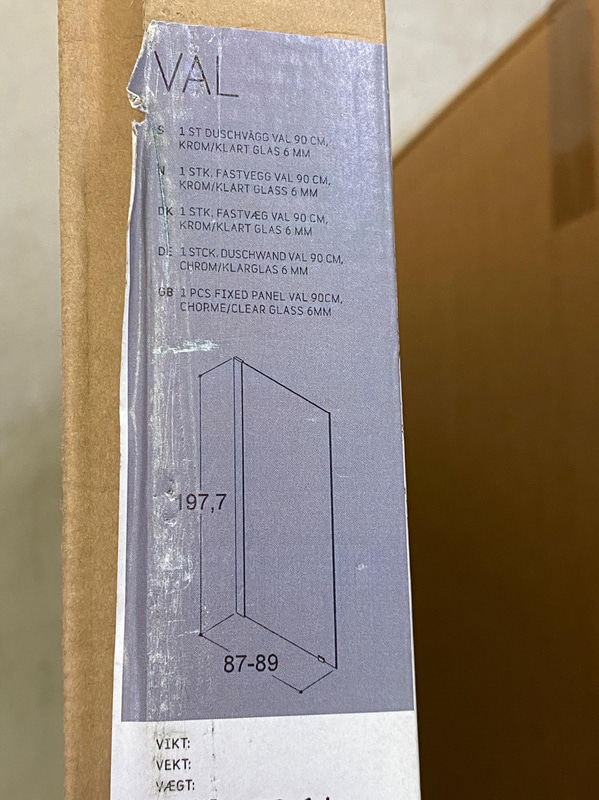 VAL
S 1 ST DUSCHVÄGG VAL 90 CM,
KROM/KLART GLAS 6 MM
N 1 STK. FASTVEGG VAL 90 CM,
KROM/KLART GLASS 6 MM
DK 1 STK. FASTVÆG VAL 90 CM,
KROM/KLART GLAS 6 MM
DE 1 STCK. DUSCHWAND VAL 90 CM,
CHROM/KLARGLAS 6 MM
GB 1 PCS FIXED PANEL VAL 90CM,
CHORME/CLEAR GLASS 6MM
197,7
87-89
VIKT:
VEKT:
VÆGT: